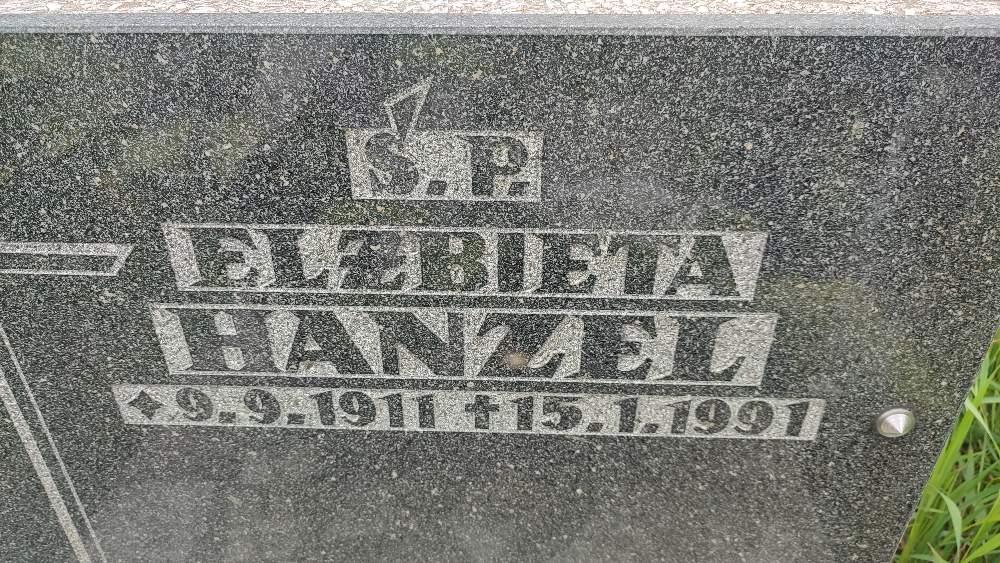 Ś. P.
ELŻBIETA
HANZEL
✦ 9.9.1911 ✝ 15.1.1991